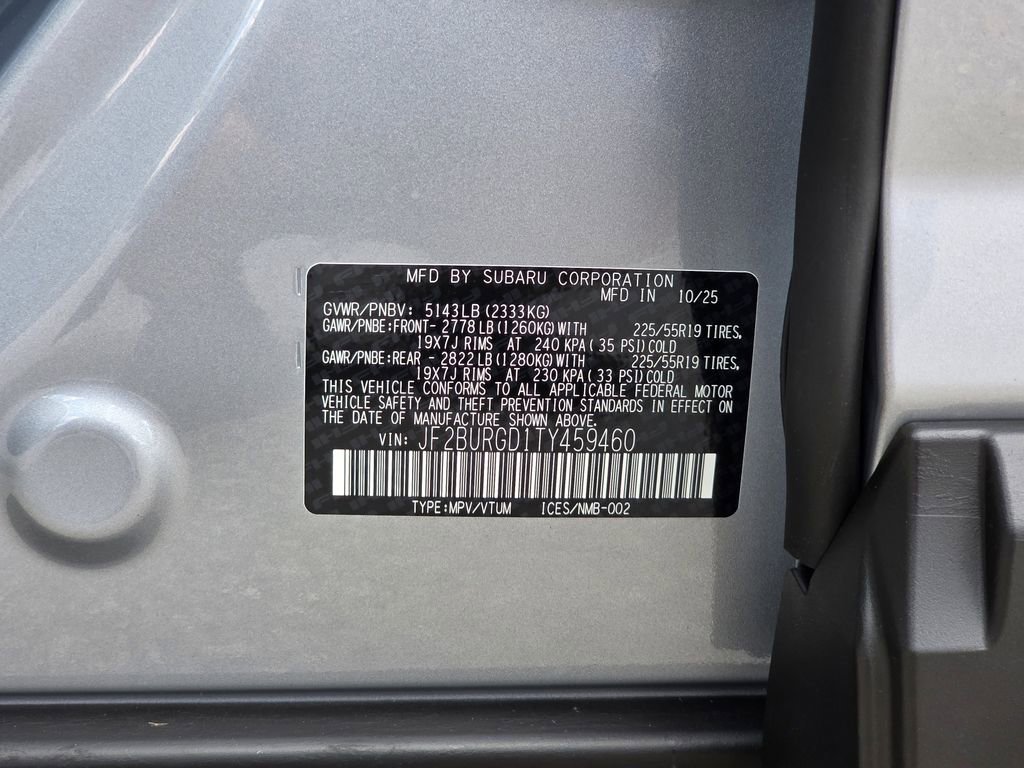 MFD BY SUBARU CORPORATION
MFD IN 10/25
GVWR/PNBV: 5143LB(2333KG)
GAWR/PNBE:FRONT- 2778LB(1260KG)WITH 225/55R19 TIRES,
19X7J RIMS AT 240 KPA( 35 PSI)COLD
GAWR/PNBE:REAR - 2822LB(1280KG)WITH 225/55R19 TIRES,
19X7J RIMS AT 230 KPA( 33 PSI)COLD
THIS VEHICLE CONFORMS TO ALL APPLICABLE FEDERAL MOTOR
VEHICLE SAFETY AND THEFT PREVENTION STANDARDS IN EFFECT ON
THE DATE OF MANUFACTURE SHOWN ABOVE.
VIN: JF2BURGD1TY459460
TYPE:MPV/VTUM ICES/NMB-002